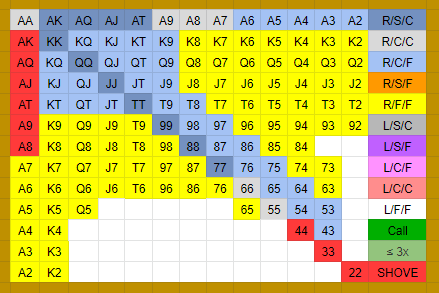 AA AK AQ AJ AT A9 A8 A7 A6 A5 A4 A3 A2 R/S/C
AK KK KQ KJ KT K9 K8 K7 K6 K5 K4 K3 K2 R/C/C
AQ KQ QQ QJ QT Q9 Q8 Q7 Q6 Q5 Q4 Q3 Q2 R/C/F
AJ KJ QJ JJ JT J9 J8 J7 J6 J5 J4 J3 J2 R/S/F
AT KT QT JT TT T9 T8 T7 T6 T5 T4 T3 T2 R/F/F
A9 K9 Q9 J9 T9 99 98 97 96 95 94 93 92 L/S/C
A8 K8 Q8 J8 T8 98 88 87 86 85 84 L/S/F
A7 K7 Q7 J7 T7 97 87 77 76 75 74 73 L/C/F
A6 K6 Q6 J6 T6 96 86 76 66 65 64 63 L/C/C
A5 K5 Q5 65 55 54 53 L/F/F
A4 K4 44 43 Call
A3 K3 33 ≤ 3x
A2 K2 22 SHOVE